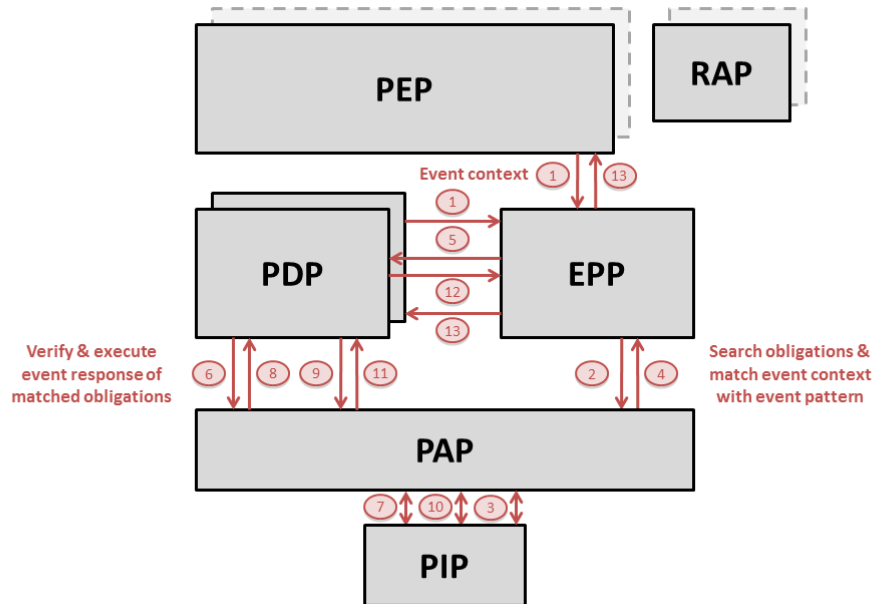 PEP
RAP
Event context
1
13
1
5
PDP
EPP
12
13
Verify & execute
event response of
matched obligations
6
8
9
11
2
4
Search obligations &
match event context
with event pattern
PAP
7
10
3
PIP